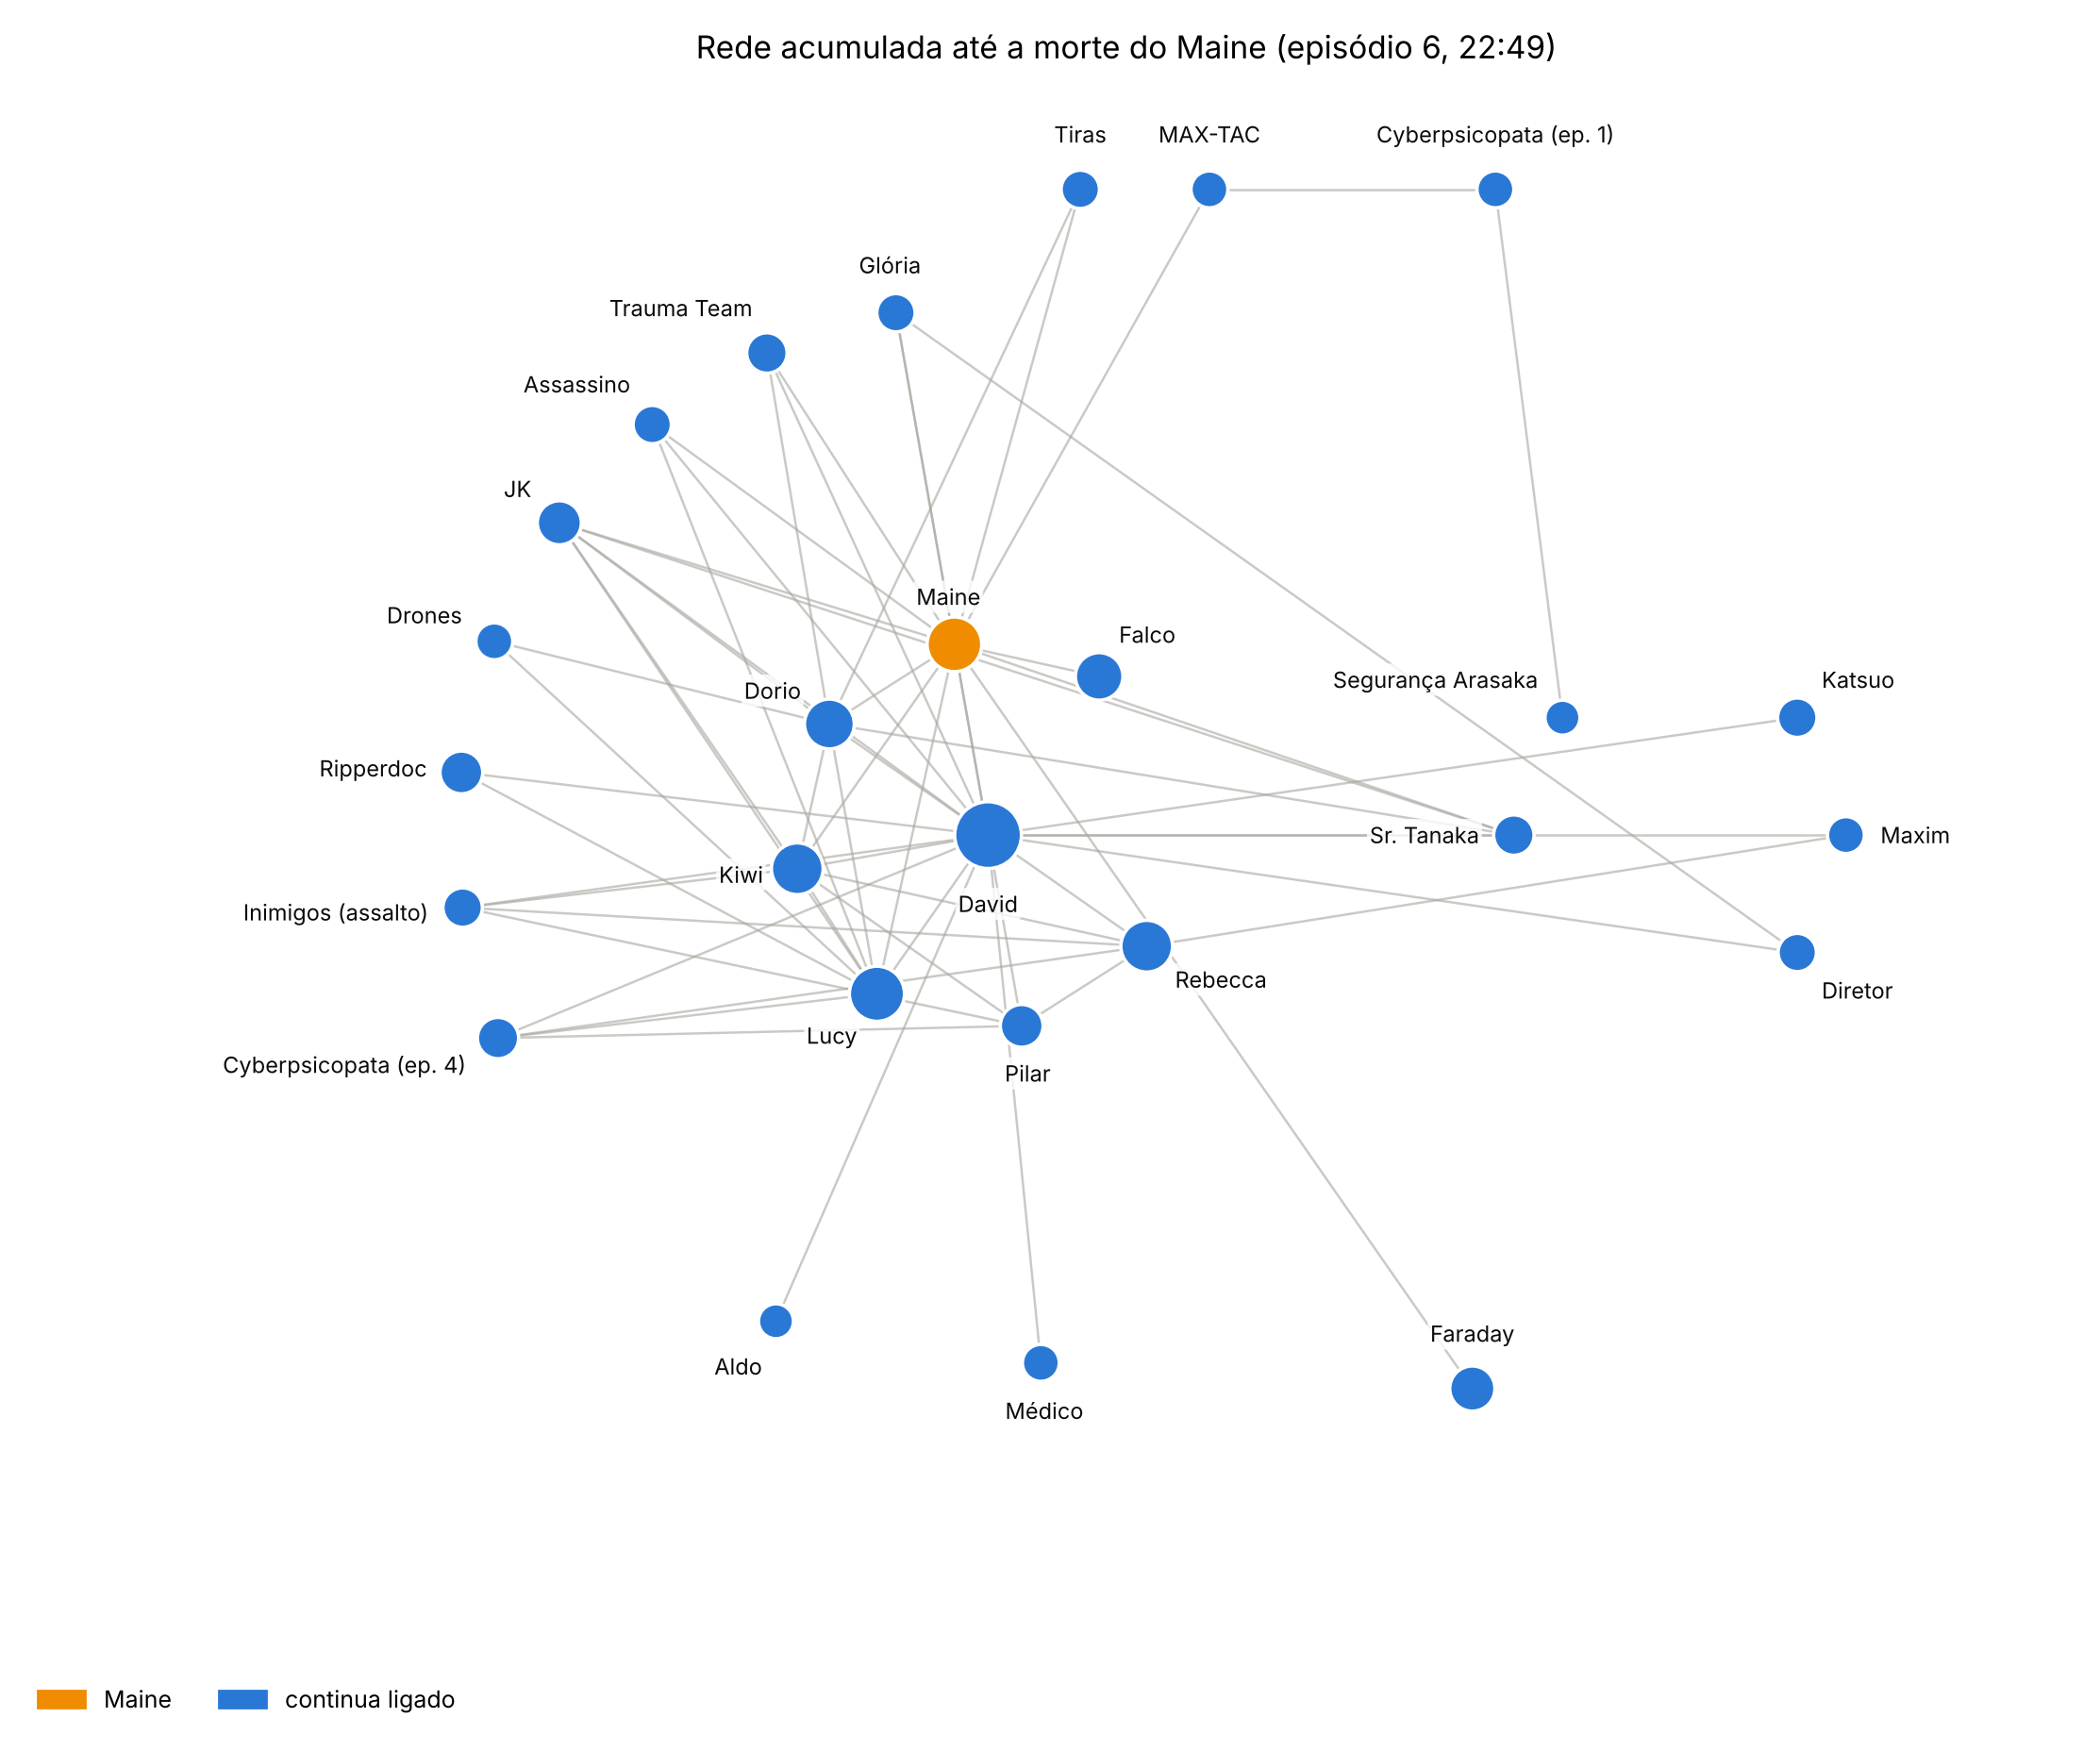 Rede acumulada até a morte do Maine (episódio 6, 22:49)
Tiras
MAX-TAC
Cyberpsicopata (ep. 1)
Glória
Trauma Team
Assassino
JK
Maine
Drones
Falco
Dorio
Segurança Arasaka
Katsuo
Ripperdoc
Sr. Tanaka
Maxim
Kiwi
Inimigos (assalto)
David
Rebecca
Diretor
Lucy
Cyberpsicopata (ep. 4)
Pilar
Faraday
Aldo
Médico
Maine
continua ligado